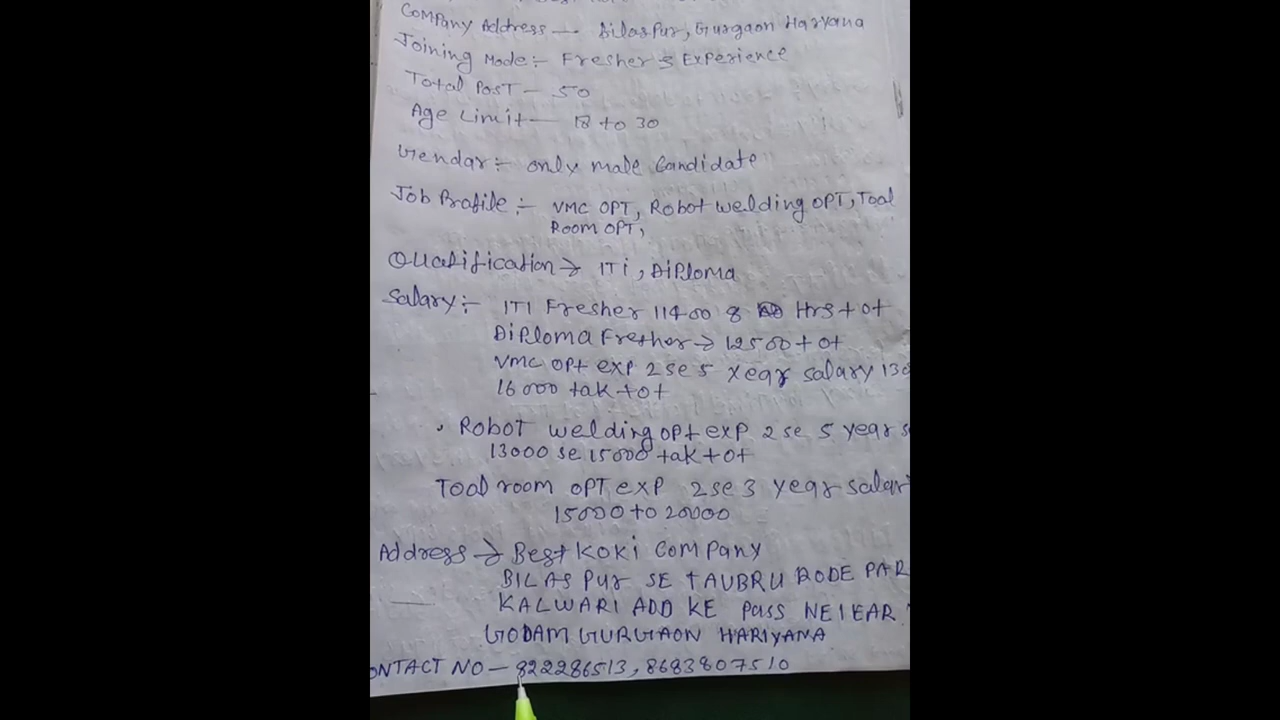 Company Address — Bilaspur, Gurgaon Haryana
Joining Mode:- Fresher & Experience
Total Post - 50
Age Limit — 18 to 30
Gendar:- only male Candidate
Job Profile:- VMC OPT, Robot welding OPT, Tool
Room OPT,
Qualification → ITI, Diploma
Salary:- ITI Fresher 11400 8 Hrs + ot
Diploma Fresher → 12500 + ot
VMC opt exp 2 se 5 Year salary 130
16000 tak + ot
. Robot welding opt exp 2 se 5 year s
13000 se 15000 tak + ot
Tool room OPT exp 2 se 3 year salar
15000 to 20000
Address → Best Koki Company
BILASPUR SE TAUBRU RODE PAR
KALWARI ADD KE Pass NEIEAR
GODAM GURGAON HARIYANA
ONTACT NO - 822286513, 8683807510